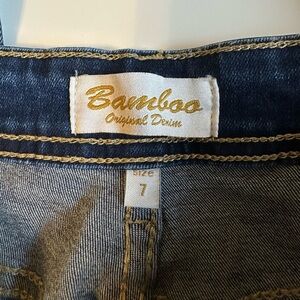 Bamboo
Original Denim
SIZE
7